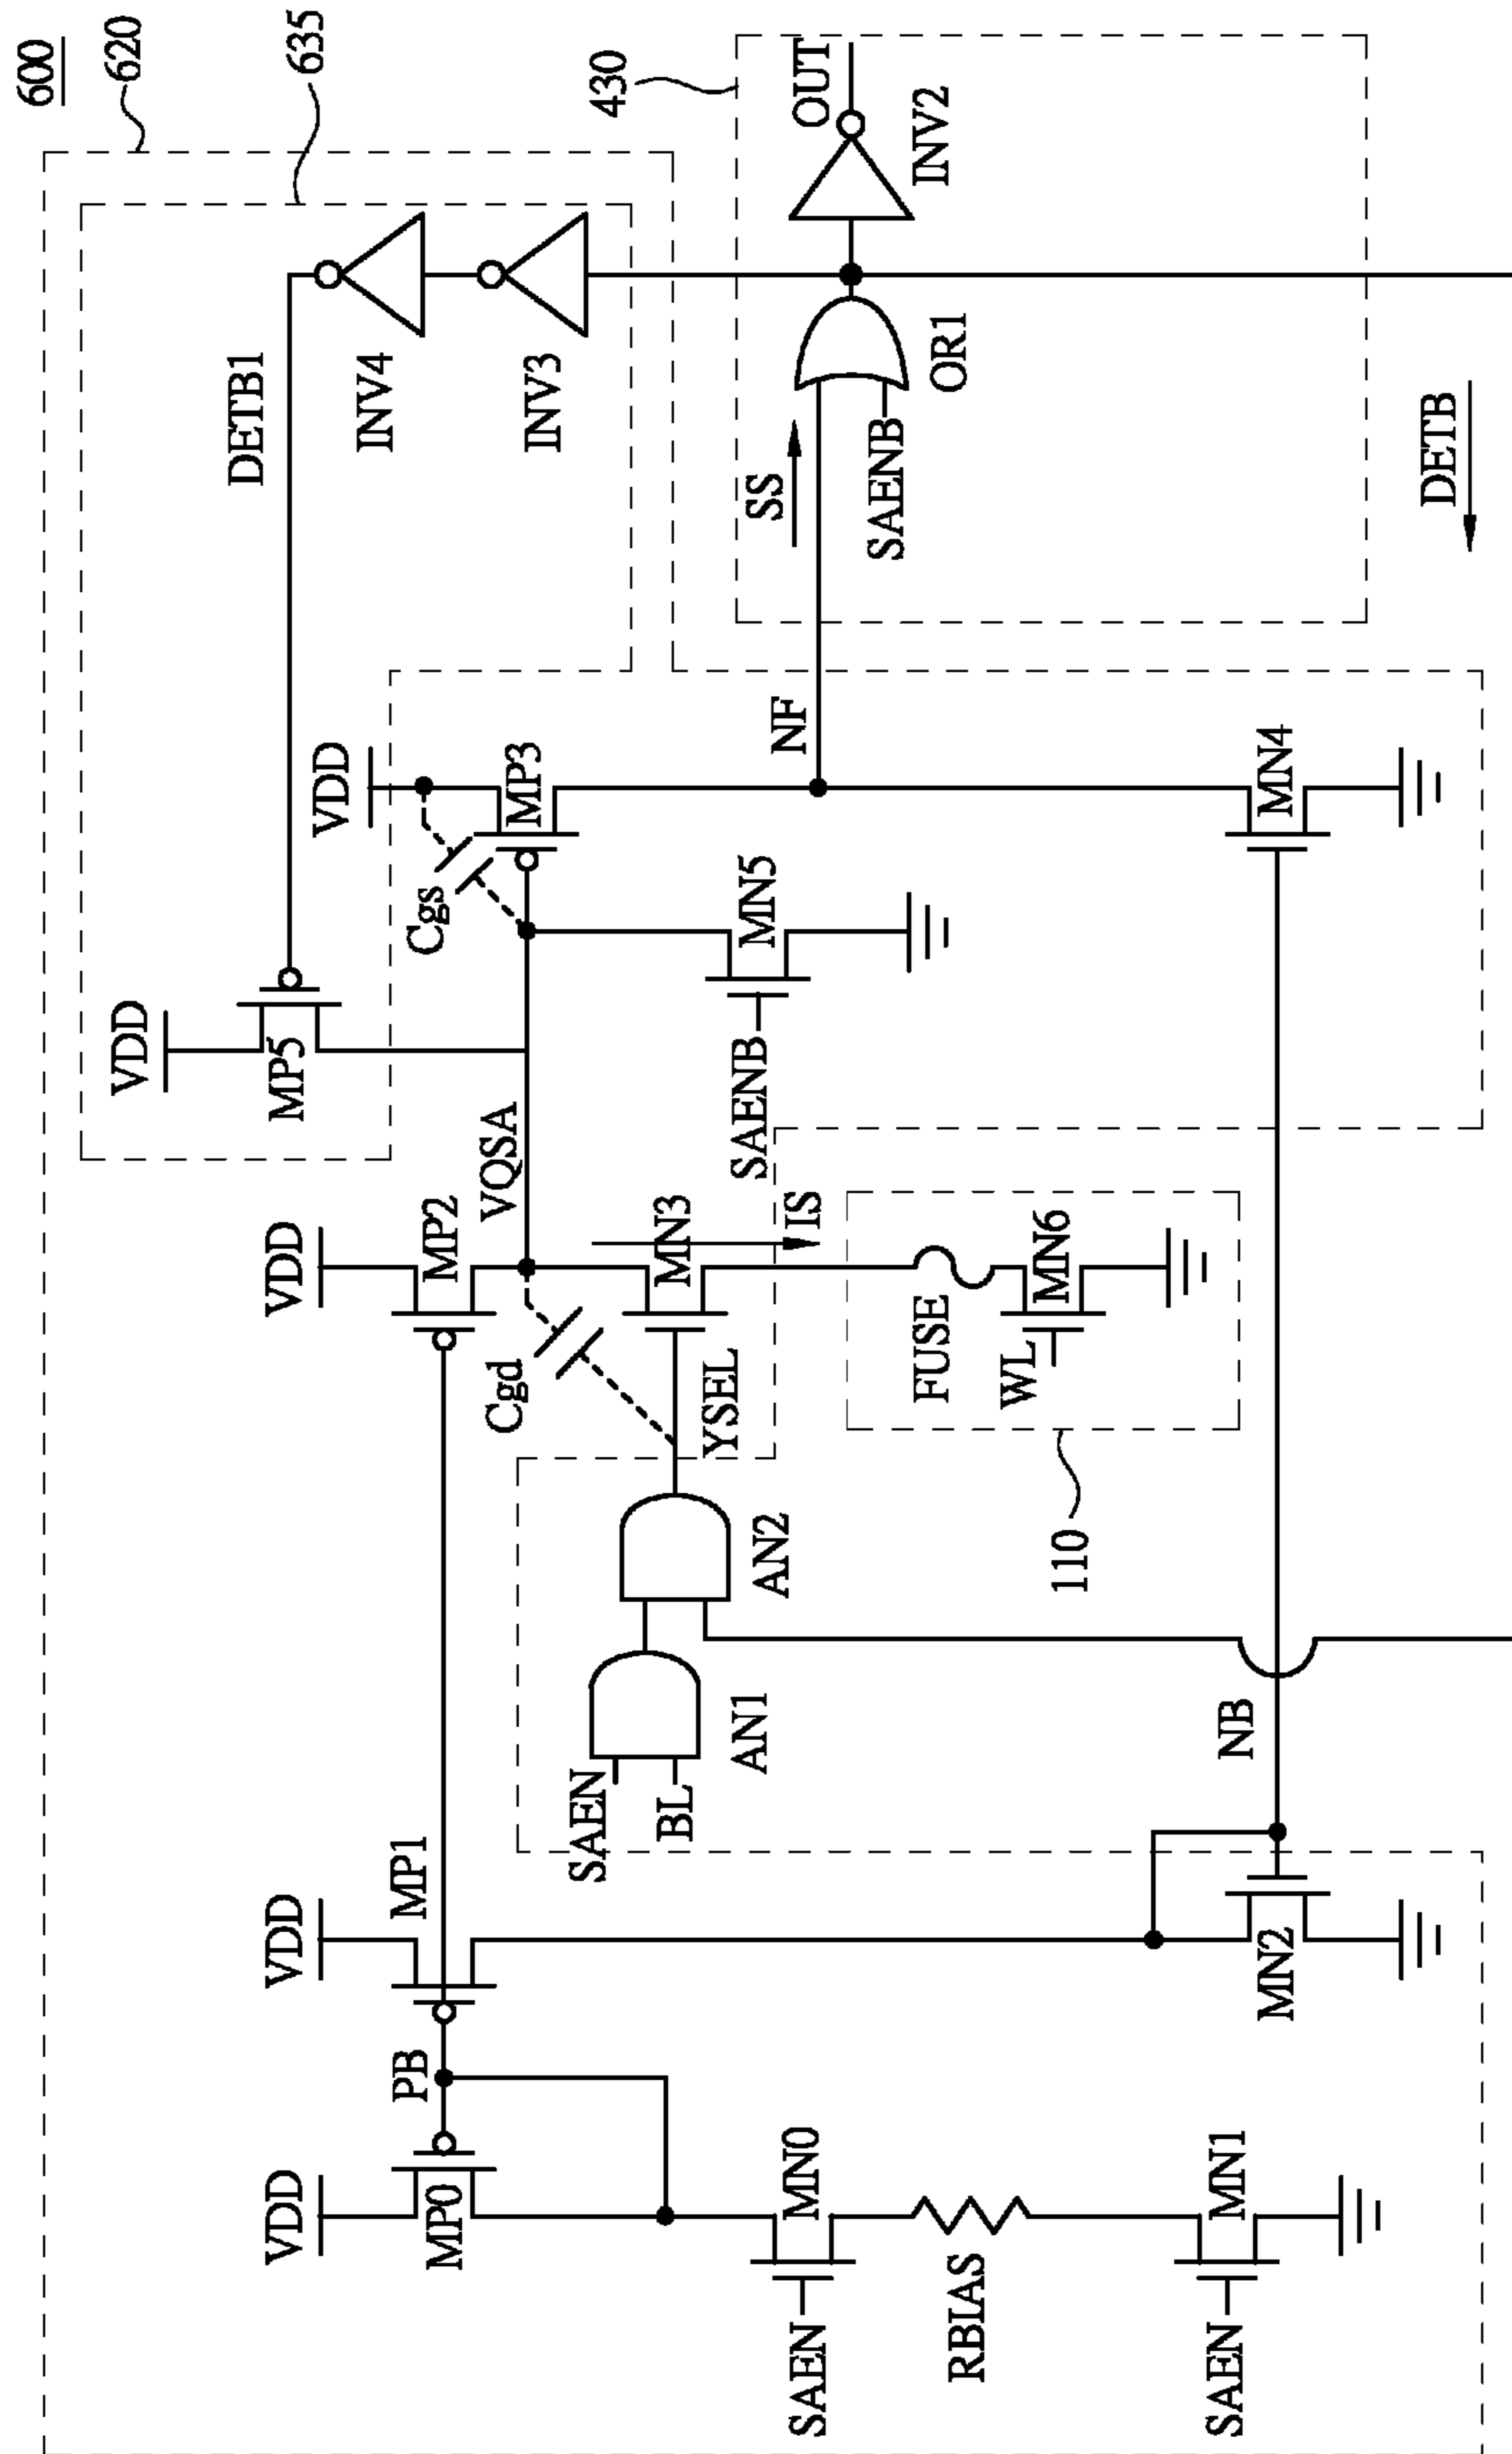 600
620
635
VDD
DETB1
INV4
INV3
430
OUT
INV2
OR1
SS
SAENB
DETB
MP5
VDD
MP3
Cgs
NF
MN5
SAENB
MN4
VDD
MP2
VQSA
Cgd
MN3
IS
YSEL
FUSE
WL
MN6
110
AN2
AN1
SAEN
BL
NB
VDD
MP1
PB
MN2
VDD
MP0
MN0
SAEN
RBIAS
MN1
SAEN